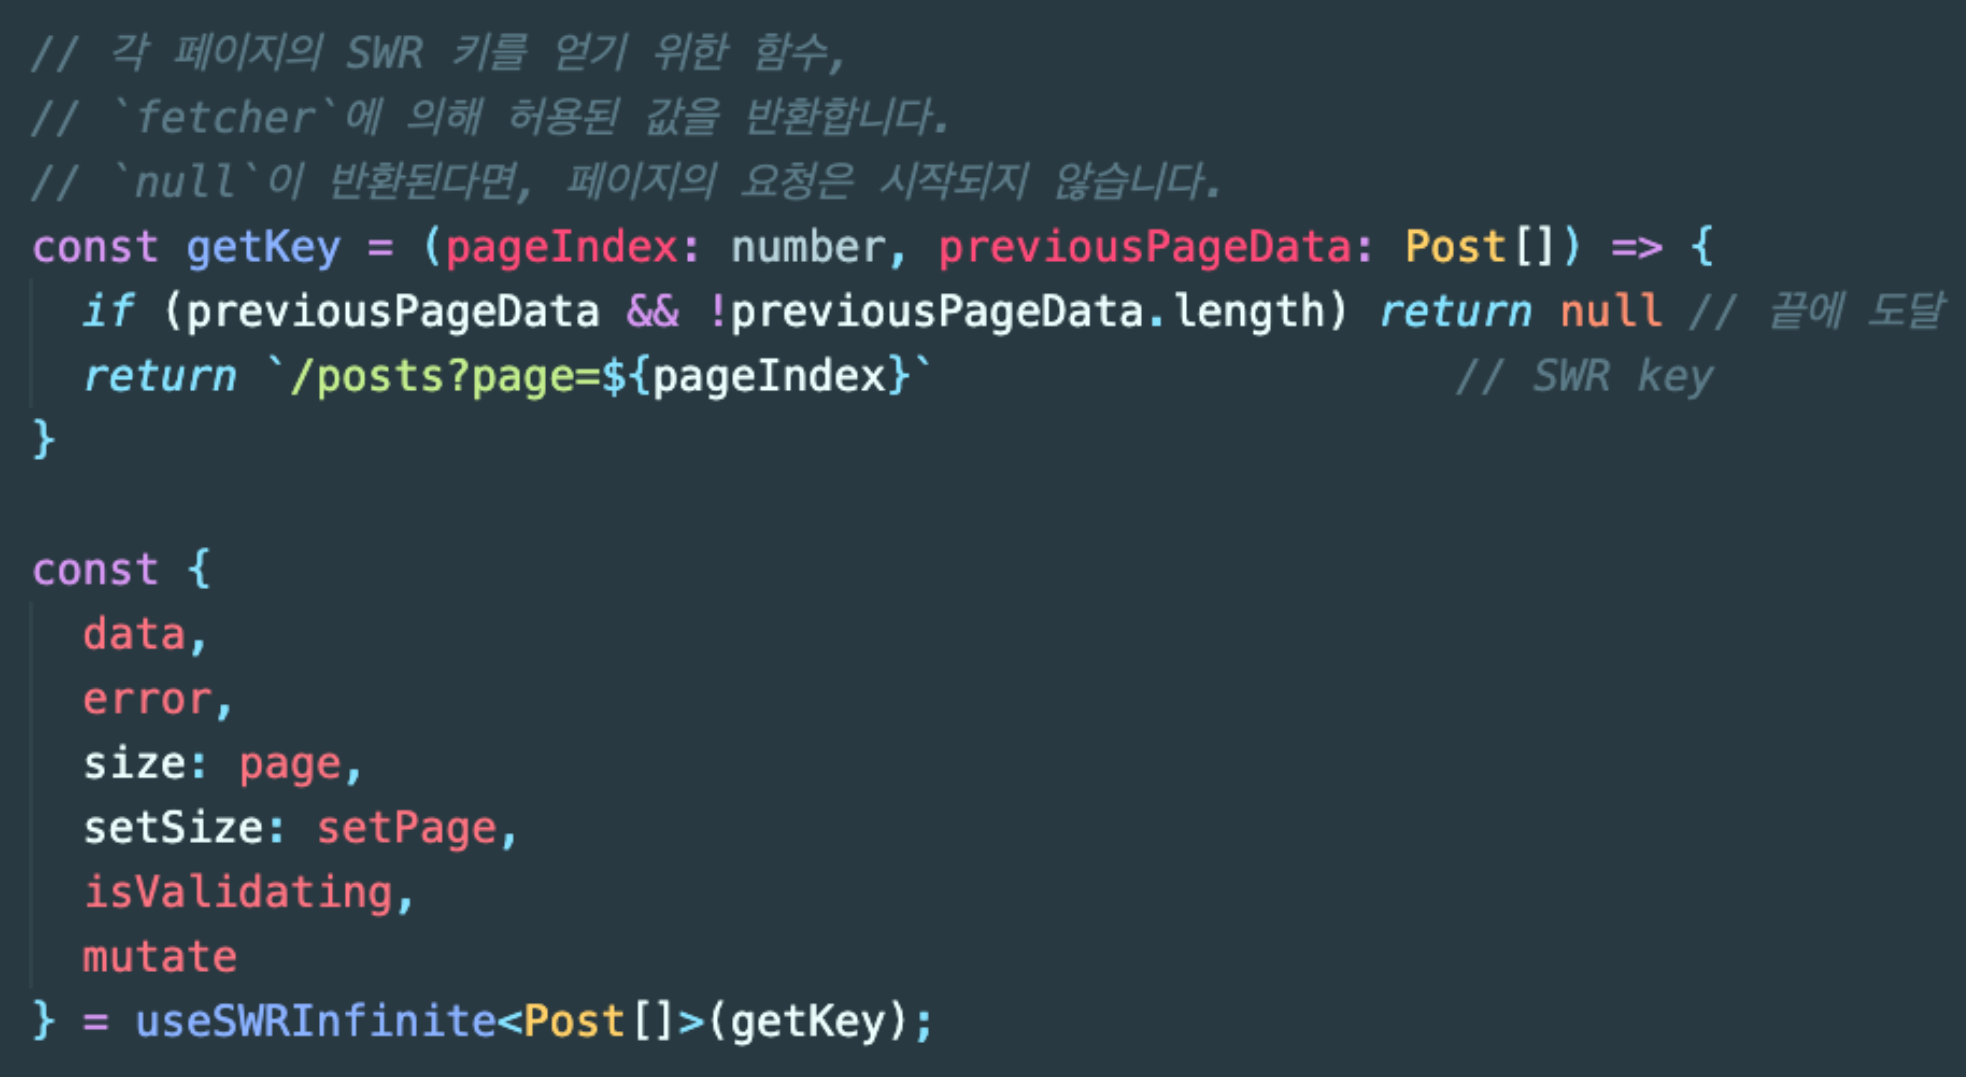 // 각 페이지의 SWR 키를 얻기 위한 함수,
// `fetcher`에 의해 허용된 값을 반환합니다.
// `null`이 반환된다면, 페이지의 요청은 시작되지 않습니다.
const getKey = (pageIndex: number, previousPageData: Post[]) => {
  if (previousPageData && !previousPageData.length) return null // 끝에 도달
  return `/posts?page=${pageIndex}`                    // SWR key
}

const {
  data,
  error,
  size: page,
  setSize: setPage,
  isValidating,
  mutate
} = useSWRInfinite<Post[]>(getKey);